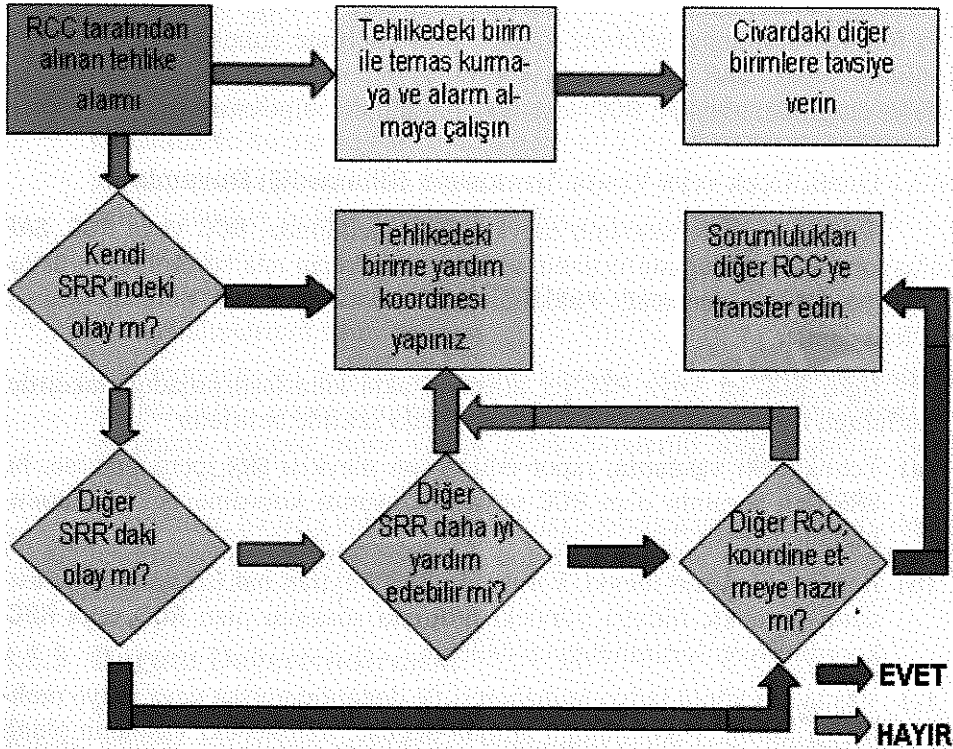 RCC tarafından
alınan tehlike
alarmı
Tehlikedeki birim
ile temas kurma-
ya ve alarm al-
maya çalışın
Civardaki diğer
birimlere tavsiye
verin
Kendi
SRR'indeki
olay mı?
Tehlikedeki
birime yardım
koordinesi
yapınız.
Sorumlulukları
diğer RCC'ye
transfer edin.
Diğer
SRR'daki
olay mı?
Diğer
SRR daha iyi
yardım
edebilir mi?
Diğer RCC,
koordine et-
meye hazır
mı?
EVET
HAYIR